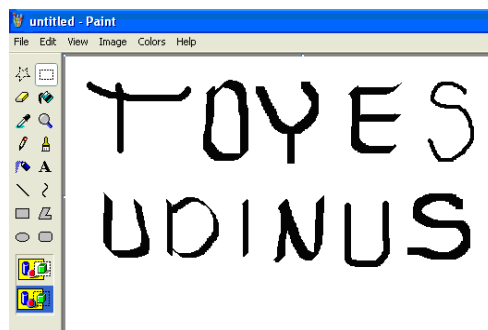 untitled - Paint
File Edit View Image Colors Help
A
TOYES
UDINUS